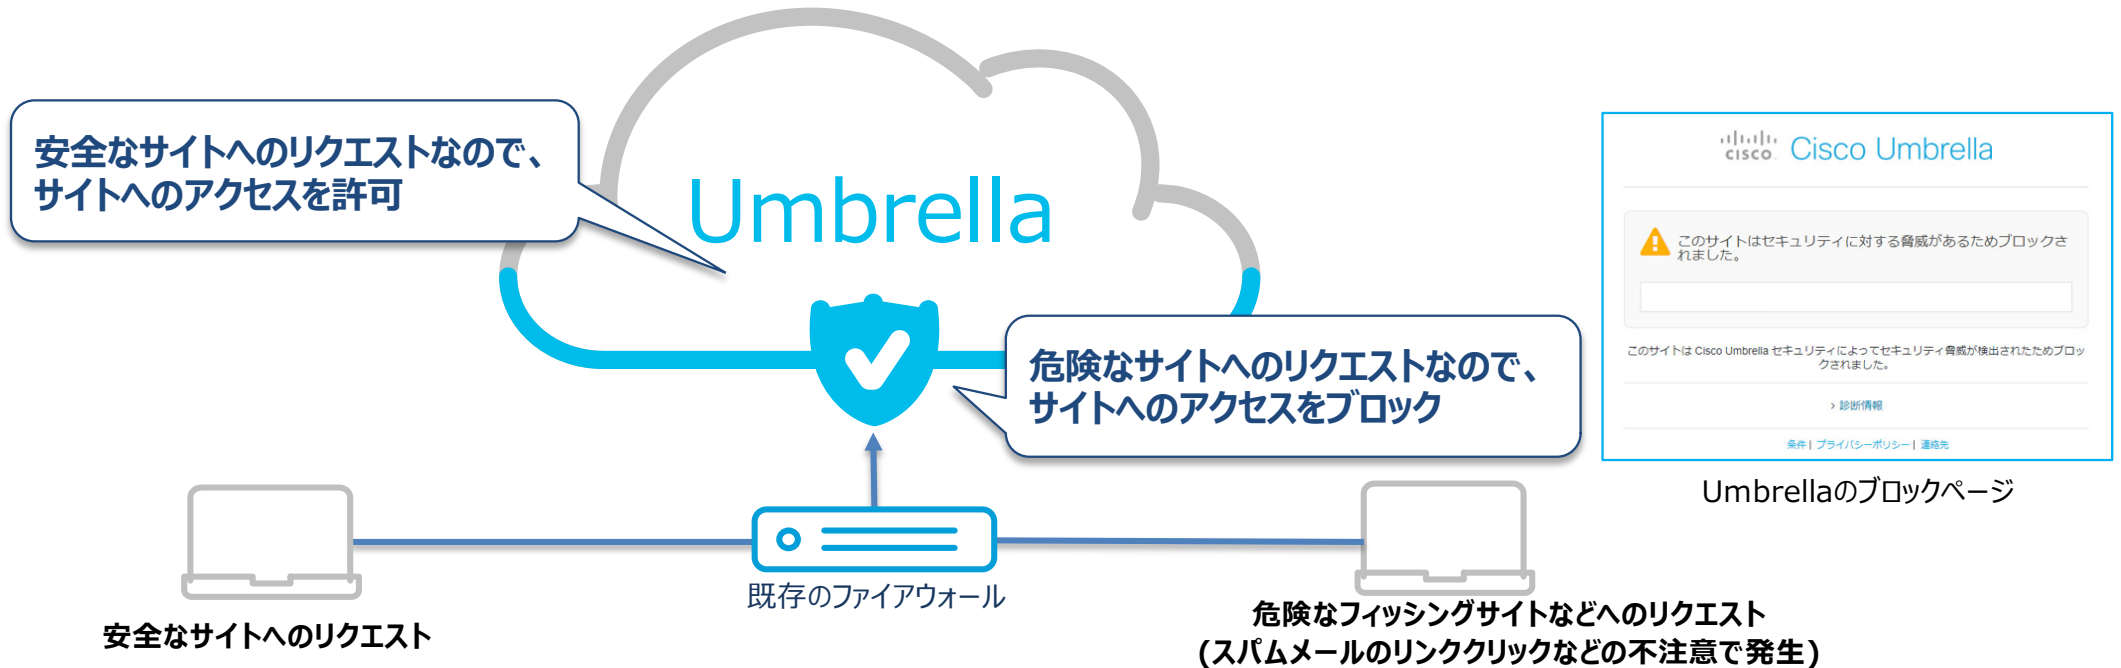 安全なサイトへのリクエストなので、
サイトへのアクセスを許可
Umbrella
危険なサイトへのリクエストなので、
サイトへのアクセスをブロック
既存のファイアウォール
安全なサイトへのリクエスト
危険なフィッシングサイトなどへのリクエスト
(スパムメールのリンククリックなどの不注意で発生)
CISCO Cisco Umbrella
このサイトはセキュリティに対する脅威があるためブロックさ
れました。
このサイトは Cisco Umbrella セキュリティによってセキュリティ脅威が検出されたためブロッ
クされました。
› 診断情報
条件 | プライバシーポリシー | 連絡先
Umbrellaのブロックページ